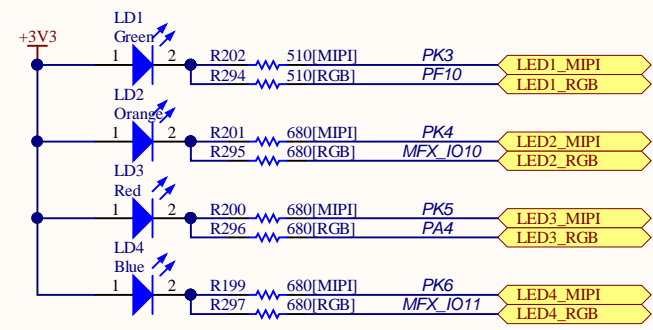 +3V3
LD1
Green
1 2 R202 510[MIPI] PK3 LED1_MIPI
R294 510[RGB] PF10 LED1_RGB
LD2
Orange
1 2 R201 680[MIPI] PK4 LED2_MIPI
R295 680[RGB] MFX_IO10 LED2_RGB
LD3
Red
1 2 R200 680[MIPI] PK5 LED3_MIPI
R296 680[RGB] PA4 LED3_RGB
LD4
Blue
1 2 R199 680[MIPI] PK6 LED4_MIPI
R297 680[RGB] MFX_IO11 LED4_RGB